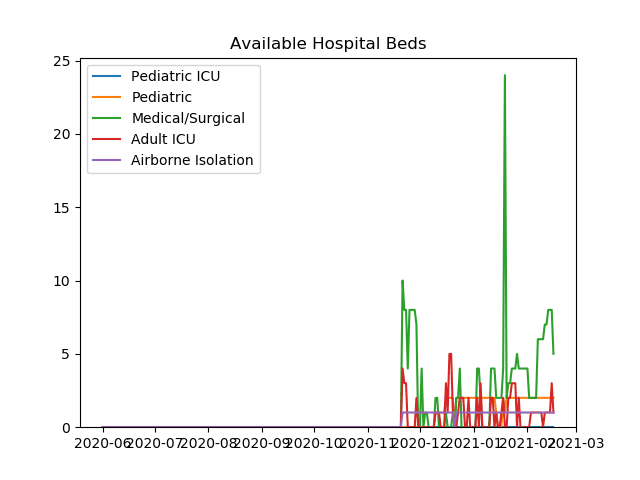 Available Hospital Beds
25
20
15
10
5
0
Pediatric ICU
Pediatric
Medical/Surgical
Adult ICU
Airborne Isolation
2020-06 2020-07 2020-08 2020-09 2020-10 2020-11 2020-12 2021-01 2021-02 2021-03